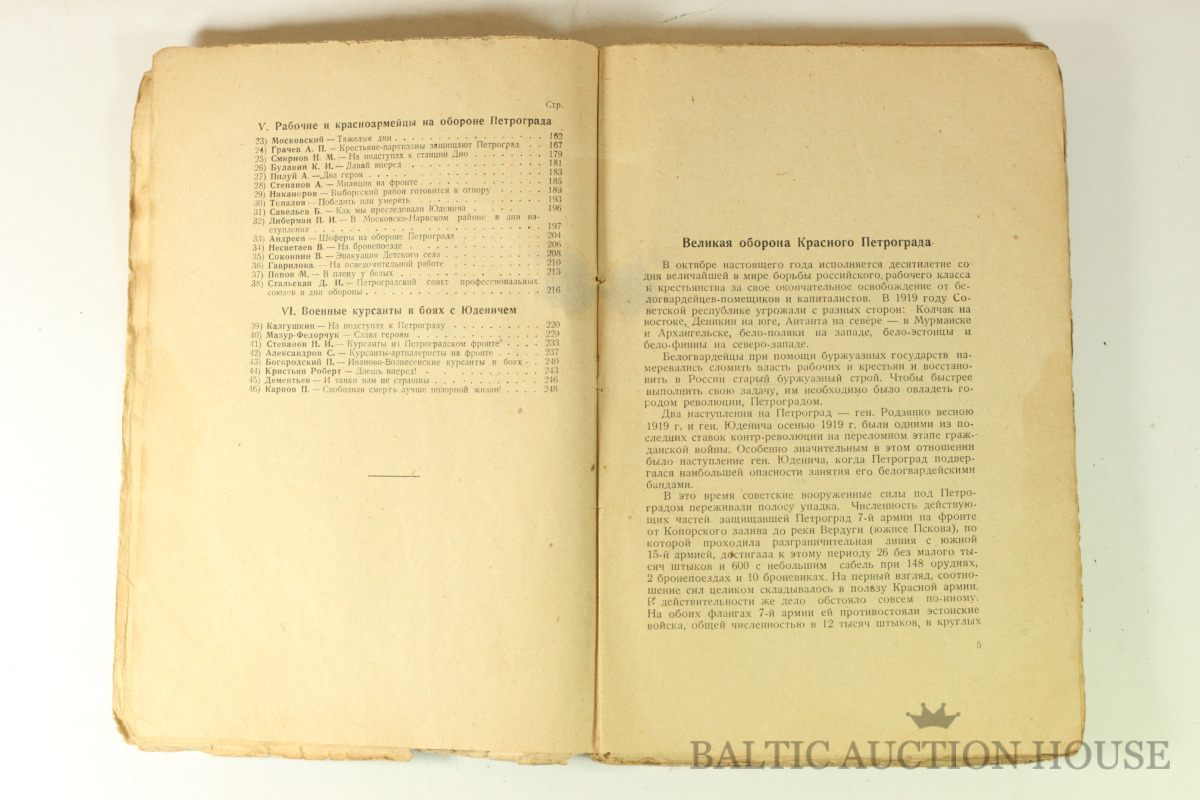 Стр.
V. Рабочие и красноармейцы на обороне Петрограда
23) Московский — Тяжелые дни . . . . . . . . . . . . . . . 162
24) Грачев А. П. — Крестьяне-партизаны защищают Петроград . . 167
25) Смирнов Н. М. — На подступах к станции Дно . . . . . . . 179
26) Булавин К. И. — Давай вперед . . . . . . . . . . . . . . 181
27) Пилуй А. — Два героя . . . . . . . . . . . . . . . . . . 183
28) Степанов А. — Милиция на фронте . . . . . . . . . . . . 185
29) Никаноров — Выборгский район готовится к отпору . . . . . 189
30) Топалов — Победить или умереть . . . . . . . . . . . . . 193
31) Савельев Б. — Как мы преследовали Юденича . . . . . . . 196
32) Либерман П. И. — В Московско-Нарвском районе в дни на-
ступления . . . . . . . . . . . . . . . . . . . . . 197
33) Андреев — Шоферы на обороне Петрограда . . . . . . . . . 204
34) Неспетаев В. — На бронепоезде . . . . . . . . . . . . . 206
35) Соковнин В. — Эвакуация Детского села . . . . . . . . . 208
36) Гаврилова. — На осведомительной работе . . . . . . . . . 210
37) Попов М. — В плену у белых . . . . . . . . . . . . . . . 213
38) Стальская Д. И. — Петроградский совет профессиональных
союзов в дни обороны . . . . . . . . . . . . . . . . 216
VI. Военные курсанты в боях с Юденичем
39) Калгушкин — На подступах к Петрограду . . . . . . . . . 220
40) Мазур-Федорчук — Слава героям . . . . . . . . . . . . . 229
41) Степанов Н. И. — Курсанты на Петроградском фронте . . . . 233
42) Александров С. — Курсанты-артиллеристы на фронте . . . . 237
43) Богородский П. — Иваново-Вознесенские курсанты в боях . . 240
44) Кристьян Роберт — Даешь вперед! . . . . . . . . . . . . 243
45) Дементьев — И танки нам не страшны . . . . . . . . . . . 246
46) Карпов П. — Свободная смерть лучше позорной жизни! . . . 248
Великая оборона Красного Петрограда
В октябре настоящего года исполняется десятилетие со
дня величайшей в мире борьбы российского рабочего класса
и крестьянства за свое окончательное освобождение от бе-
логвардейцев-помещиков и капиталистов. В 1919 году Со-
ветской республике угрожали с разных сторон: Колчак на
востоке, Деникин на юге, Антанта на севере — в Мурманске
и Архангельске, бело-поляки на западе, бело-эстонцы и
бело-финны на северо-западе.
Белогвардейцы при помощи буржуазных государств на-
меревались сломить власть рабочих и крестьян и восстано-
вить в России старый буржуазный строй. Чтобы быстрее
выполнить свою задачу, им необходимо было овладеть го-
родом революции, Петроградом.
Два наступления на Петроград — ген. Родзянко весною
1919 г. и ген. Юденича осенью 1919 г. были одними из по-
следних ставок контр-революции на переломном этапе граж-
данской войны. Особенно значительным в этом отношении
было наступление ген. Юденича, когда Петроград подвер-
гался наибольшей опасности занятия его белогвардейскими
бандами.
В это время советские вооруженные силы под Петро-
градом переживали полосу упадка. Численность действую-
щих частей защищавшей Петроград 7-й армии на фронте
от Копорского залива до реки Вердуги (южнее Пскова), по
которой проходила разграничительная линия с южной
15-й армией, достигала к этому периоду 26 без малого ты-
сяч штыков и 600 с небольшим сабель при 148 орудиях,
2 бронепоездах и 10 броневиках. На первый взгляд, соотно-
шение сил целиком складывалось в пользу Красной армии.
В действительности же дело обстояло совсем по-иному.
На обоих флангах 7-й армии ей противостояли эстонские
войска, общей численностью в 12 тысяч штыков, в круглых
5
BALTIC AUCTION HOUSE